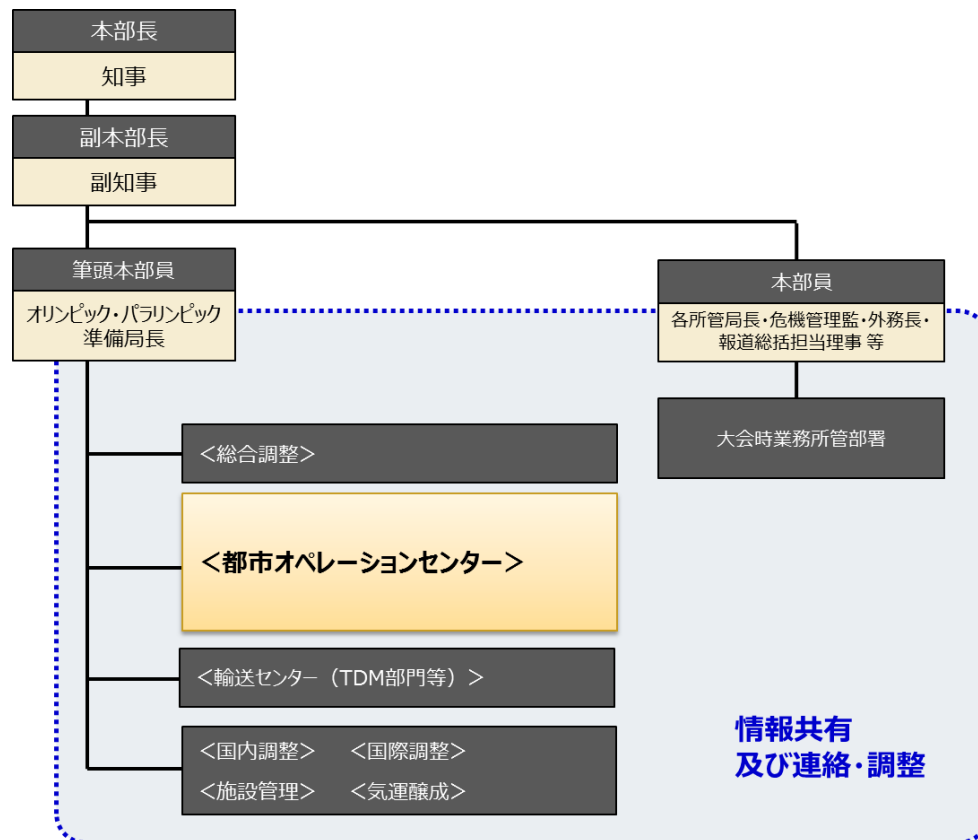 本部長
知事
副本部長
副知事
筆頭本部員
オリンピック・パラリンピック
準備局長
本部員
各所管局長・危機管理監・外務長・
報道総括担当理事 等
大会時業務所管部署
＜総合調整＞
＜都市オペレーションセンター＞
＜輸送センター（TDM部門等）＞
＜国内調整＞ ＜国際調整＞
＜施設管理＞ ＜気運醸成＞
情報共有
及び連絡・調整